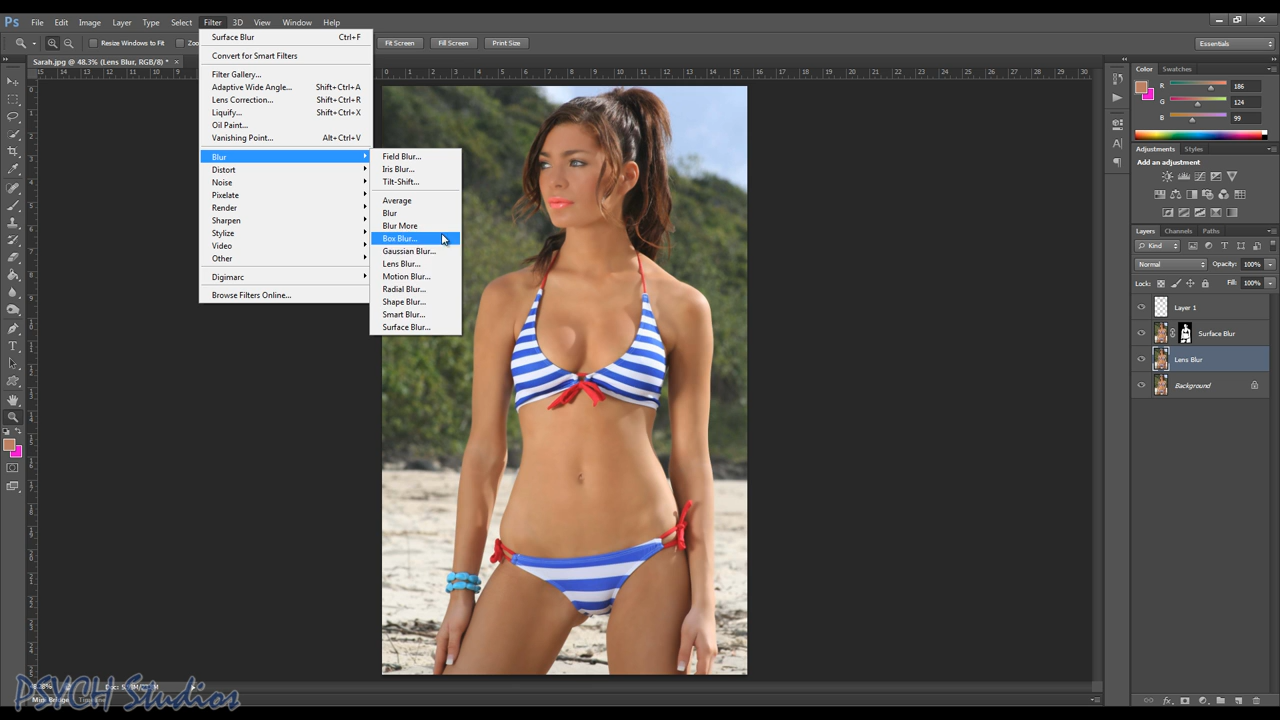 Ps File Edit Image Layer Type Select Filter 3D View Window Help
Resize Windows to Fit
Fit Screen Fill Screen Print Size Essentials
Sarah.jpg @ 48.3% (Lens Blur, RGB/8) * ×
Surface Blur Ctrl+F
Convert for Smart Filters
Filter Gallery...
Adaptive Wide Angle... Shift+Ctrl+A
Lens Correction... Shift+Ctrl+R
Liquify... Shift+Ctrl+X
Oil Paint...
Vanishing Point... Alt+Ctrl+V
Blur
Distort
Noise
Pixelate
Render
Sharpen
Stylize
Video
Other
Digimarc
Browse Filters Online...
Field Blur...
Iris Blur...
Tilt-Shift...
Average
Blur
Blur More
Box Blur...
Gaussian Blur...
Lens Blur...
Motion Blur...
Radial Blur...
Shape Blur...
Smart Blur...
Surface Blur...
Color Swatches
R 186
G 124
B 99
Adjustments Styles
Add an adjustment
Layers Channels Paths
Kind
Normal Opacity: 100%
Lock: Fill: 100%
Layer 1
Surface Blur
Lens Blur
Background
PSYCH Studios